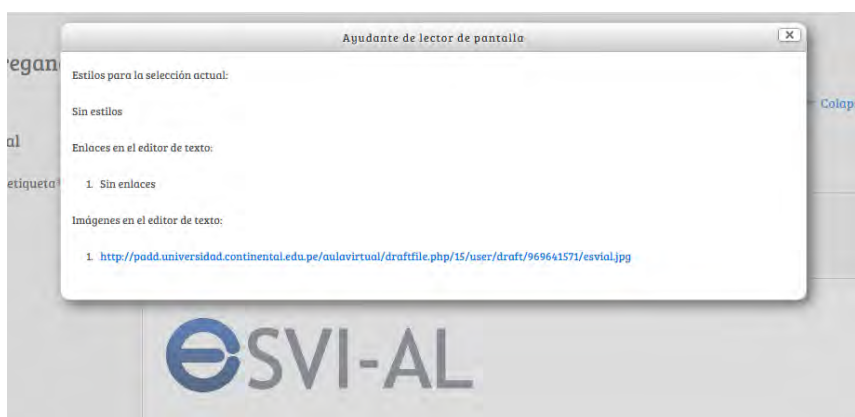 Ayudante de lector de pantalla
egan
Estilos para la selección actual:
Colap
Sin estilos
al
Enlaces en el editor de texto:
etiqueta
1. Sin enlaces
Imágenes en el editor de texto:
1. http://padd.universidad.continental.edu.pe/aulavirtual/draftfile.php/15/user/draft/969641571/esvial.jpg
eSVI-AL